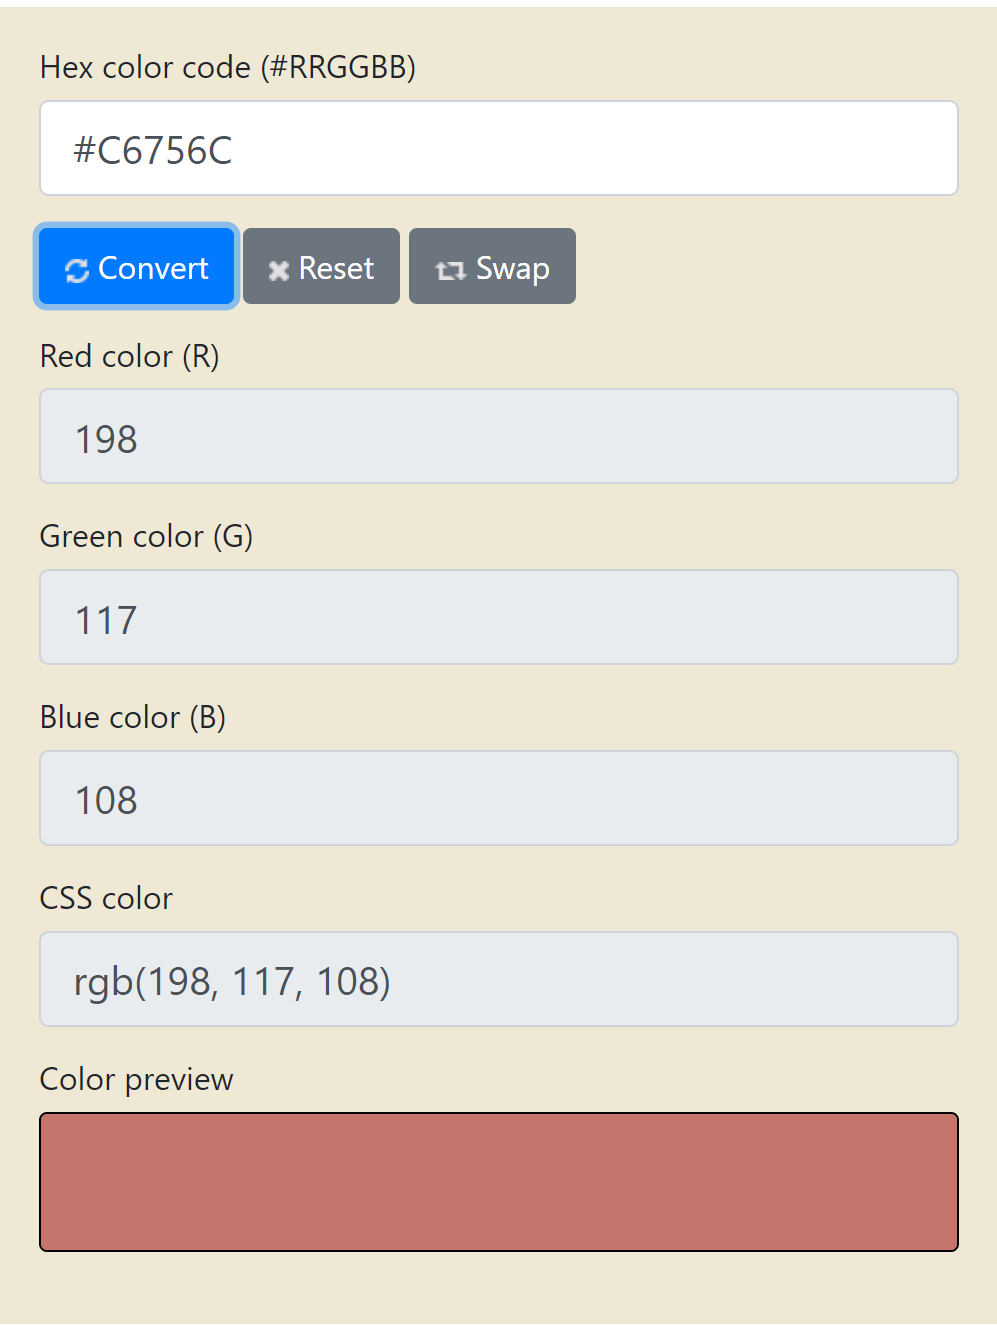 Hex color code (#RRGGBB)
#C6756C
Convert Reset Swap
Red color (R)
198
Green color (G)
117
Blue color (B)
108
CSS color
rgb(198, 117, 108)
Color preview